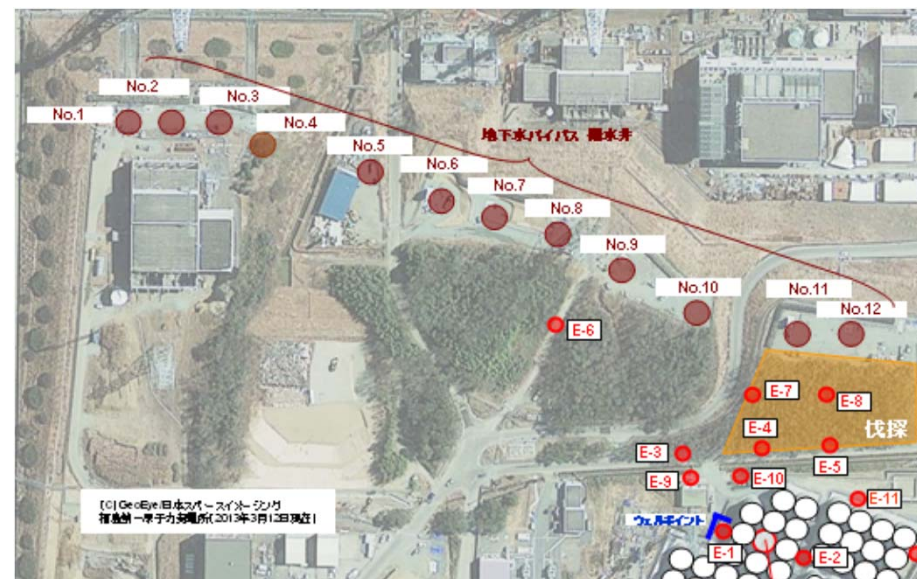 No.1
No.2
No.3
No.4
No.5
No.6
No.7
No.8
No.9
No.10
No.11
No.12
地下水バイパス 揚水井
E-6
E-7
E-8
伐採
E-4
E-5
E-3
E-9
E-10
E-11
ウェルポイント
E-1
E-2
(C)GeoEye/日本スペースイメージング
福島第一原子力発電所(2013年3月12日現在)